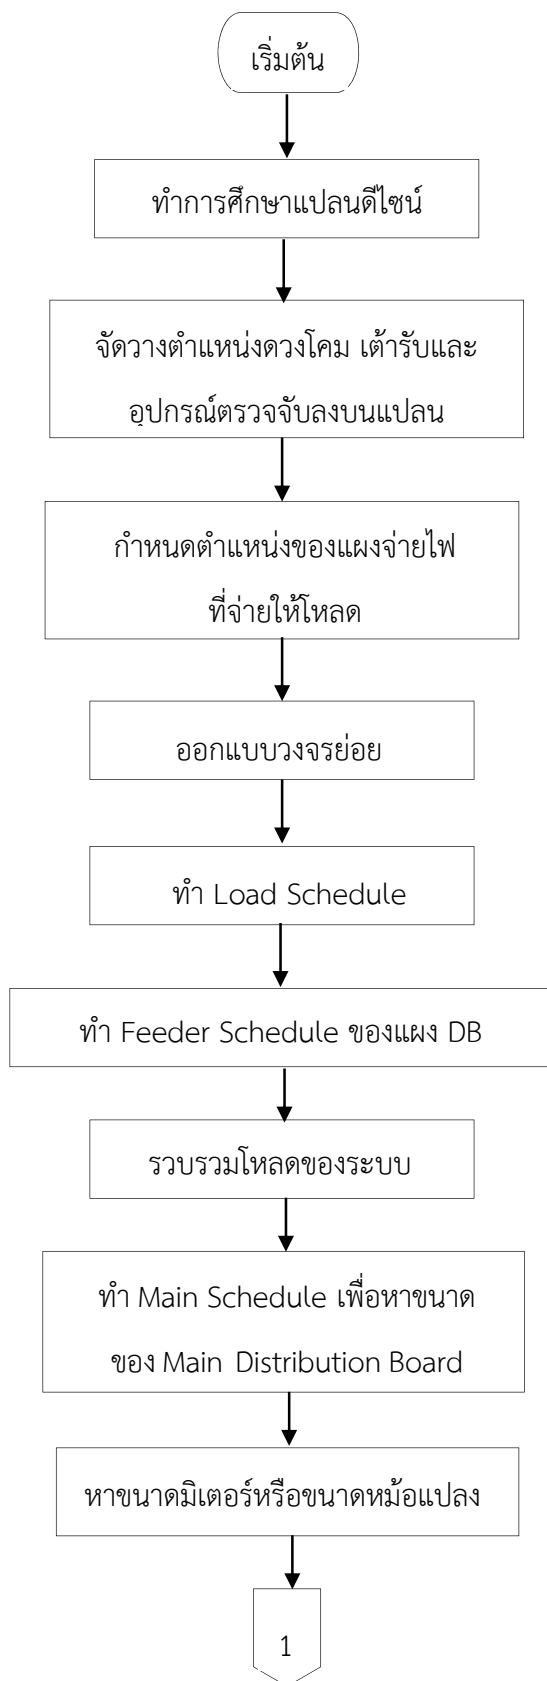 เริ่มต้น
ทำการศึกษาแปลนดีไซน์
จัดวางตำแหน่งดวงโคม เต้ารับและ
อุปกรณ์ตรวจจับลงบนแปลน
กำหนดตำแหน่งของแผงจ่ายไฟ
ที่จ่ายให้โหลด
ออกแบบวงจรย่อย
ทำ Load Schedule
ทำ Feeder Schedule ของแผง DB
รวบรวมโหลดของระบบ
ทำ Main Schedule เพื่อหาขนาด
ของ Main Distribution Board
หาขนาดมิเตอร์หรือขนาดหม้อแปลง
1